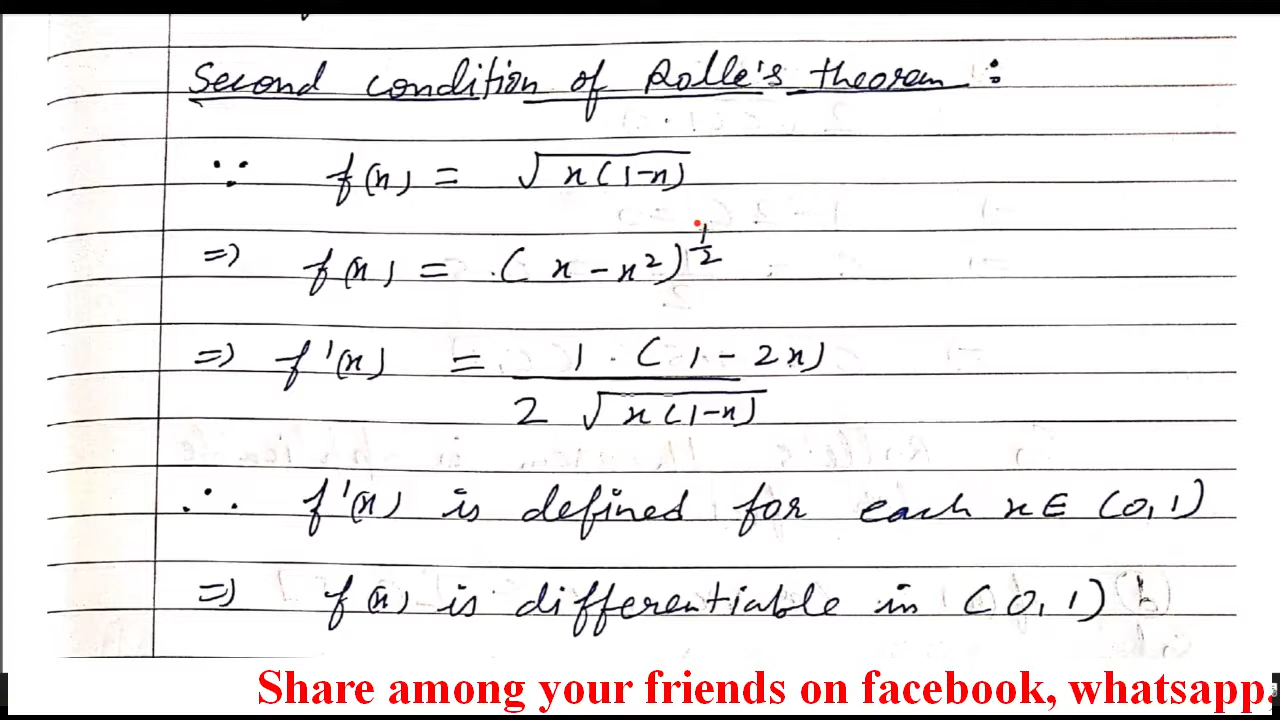 Second condition of Rolle's theorem :
∵ f(x) = √x(1-x)
⇒ f(x) = (x - x²)^1/2
⇒ f'(x) = 1 . (1 - 2x) / 2 √x(1-x)
∴ f'(x) is defined for each x ∈ (0,1)
⇒ f(x) is differentiable in (0,1)
Share among your friends on facebook, whatsapp,